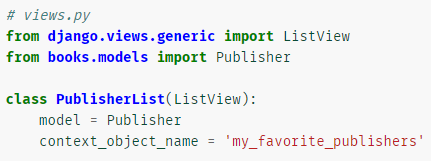 # views.py
from django.views.generic import ListView
from books.models import Publisher

class PublisherList(ListView):
    model = Publisher
    context_object_name = 'my_favorite_publishers'